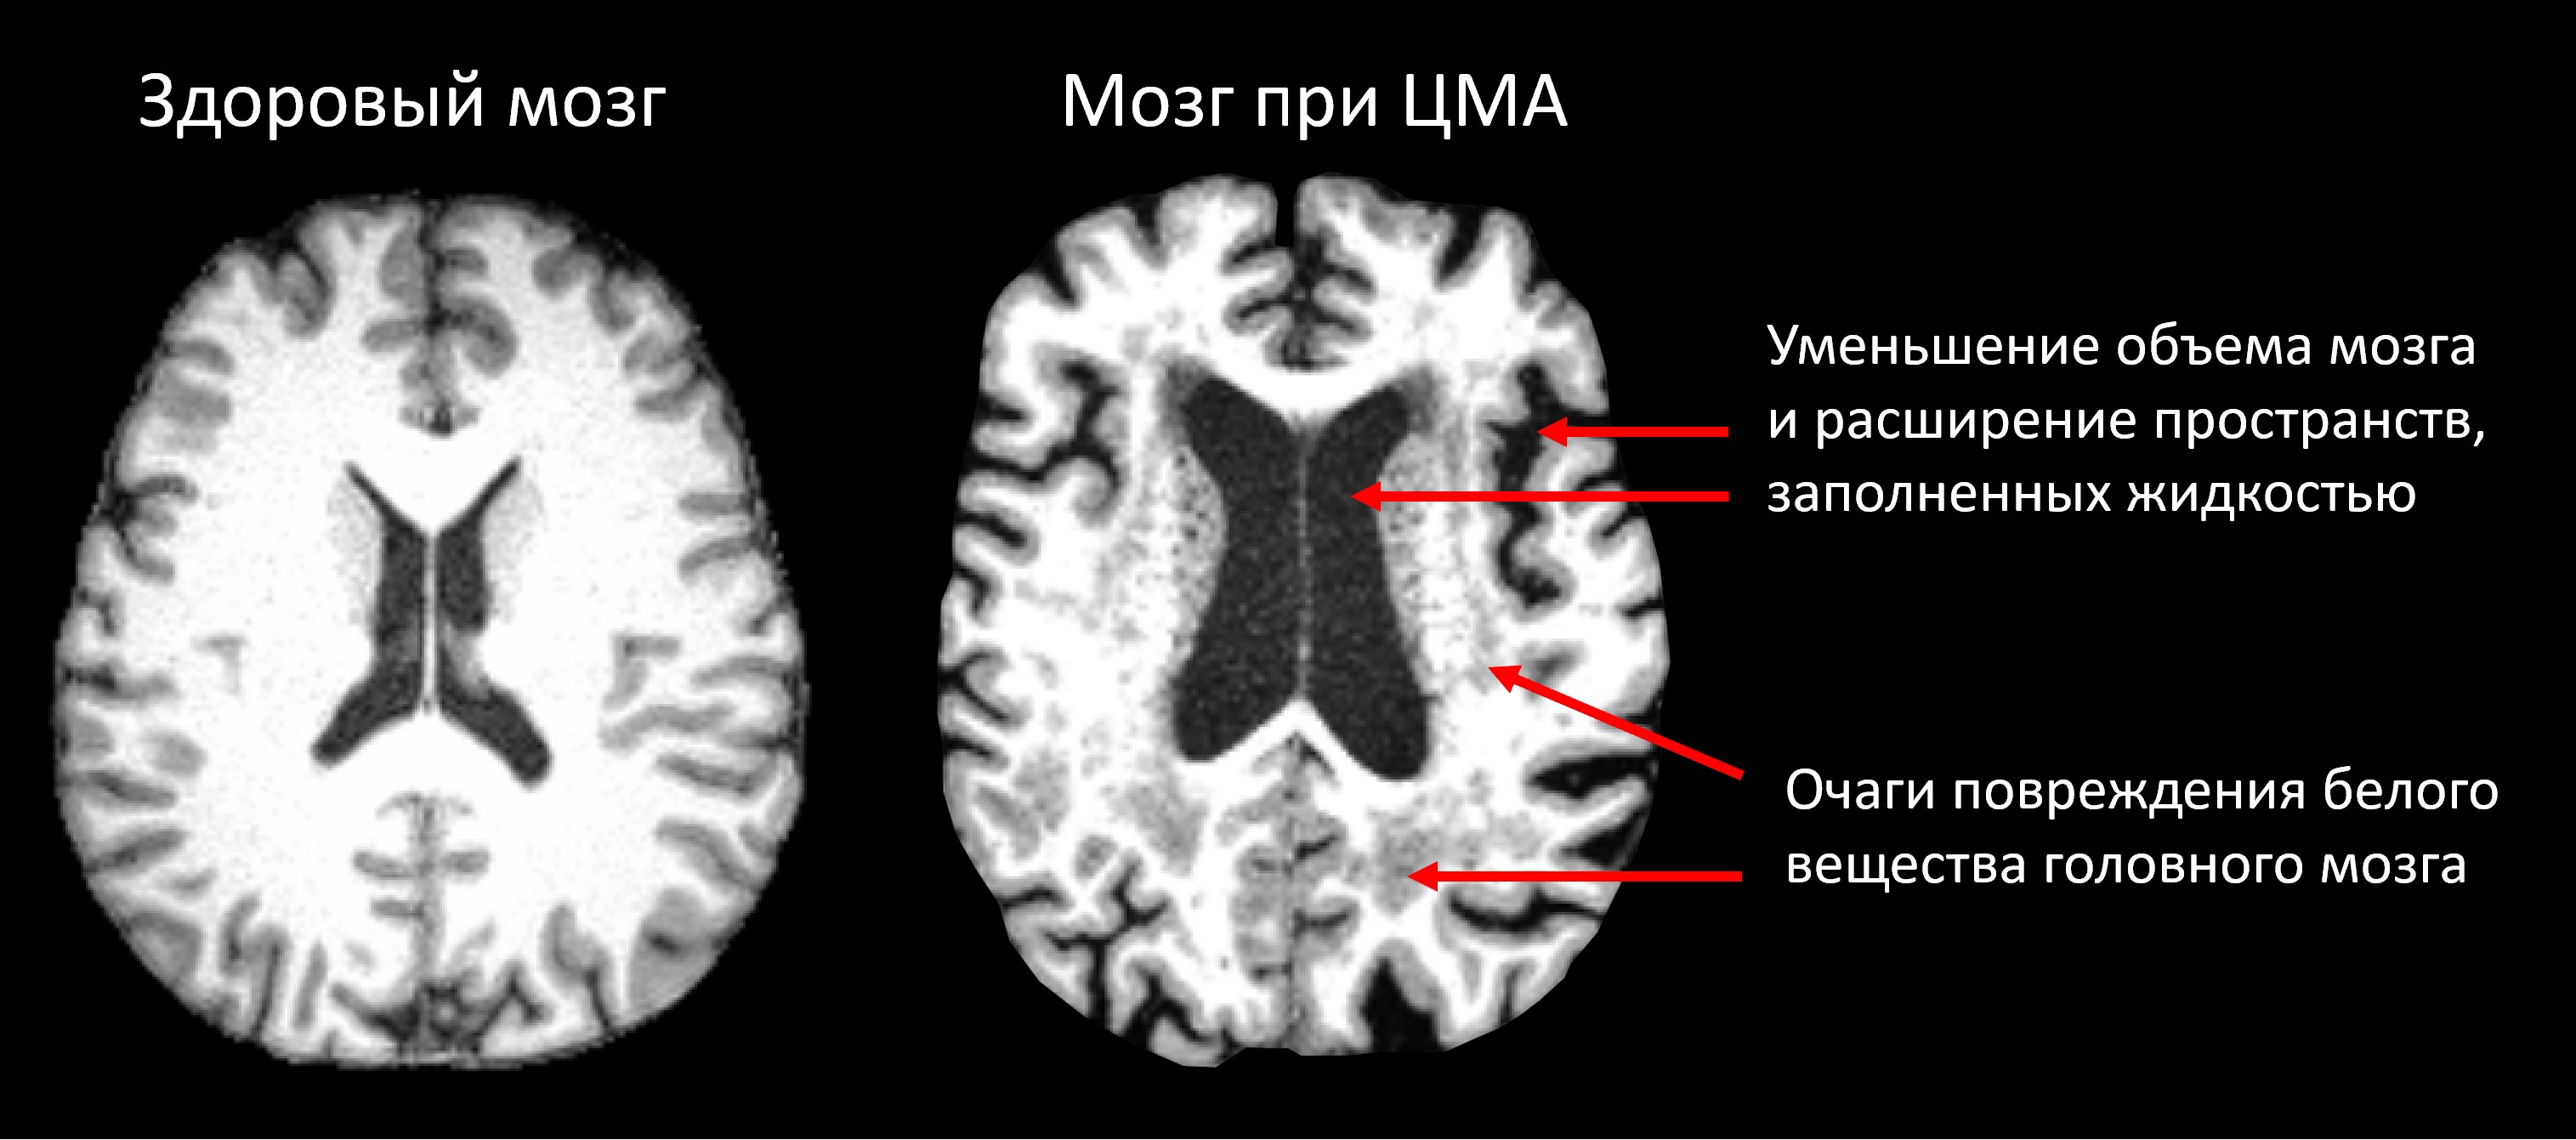 Здоровый мозг
Мозг при ЦМА
Уменьшение объема мозга
и расширение пространств,
заполненных жидкостью
Очаги повреждения белого
вещества головного мозга